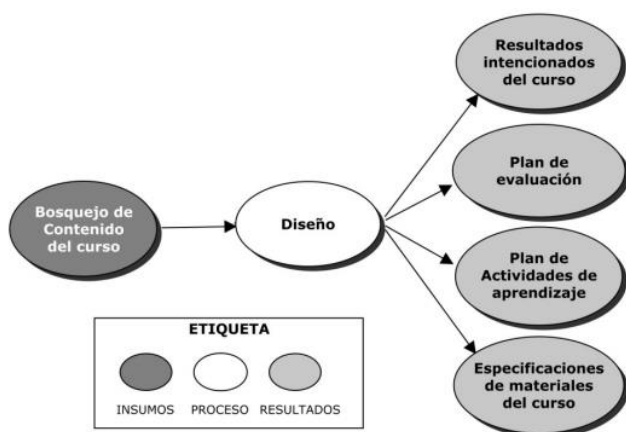 Resultados
intencionados
del curso
Plan de
evaluación
Bosquejo de
Contenido
del curso
Diseño
Plan de
Actividades de
aprendizaje
Especificaciones
de materiales
del curso
ETIQUETA
INSUMOS PROCESO RESULTADOS